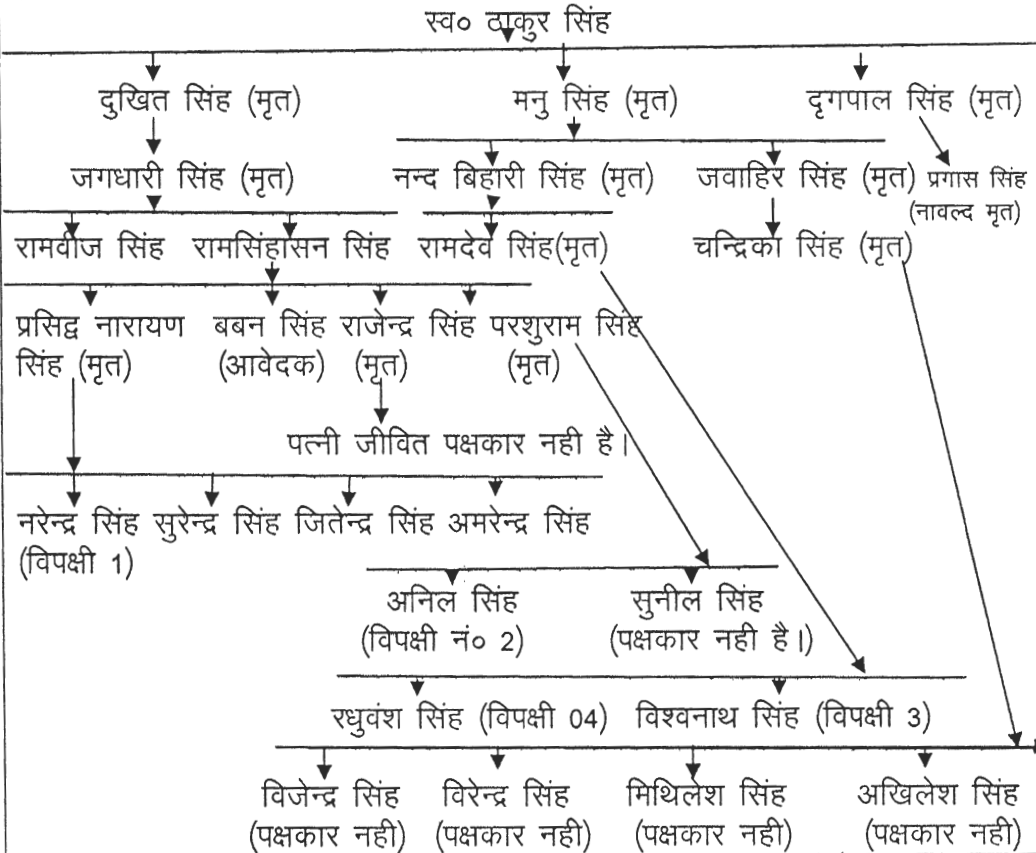 स्व० ठाकुर सिंह
दुखित सिंह (मृत) मनु सिंह (मृत) दृगपाल सिंह (मृत)
जगधारी सिंह (मृत) नन्द बिहारी सिंह (मृत) जवाहिर सिंह (मृत) प्रगास सिंह
(नावल्द मृत)
रामवीज सिंह रामसिंहासन सिंह रामदेव सिंह(मृत) चन्द्रिका सिंह (मृत)
प्रसिद्व नारायण बबन सिंह राजेन्द्र सिंह परशुराम सिंह
सिंह (मृत) (आवेदक) (मृत) (मृत)
पत्नी जीवित पक्षकार नही है।
नरेन्द्र सिंह सुरेन्द्र सिंह जितेन्द्र सिंह अमरेन्द्र सिंह
(विपक्षी 1)
अनिल सिंह सुनील सिंह
(विपक्षी नं० 2) (पक्षकार नही है।)
रधुवंश सिंह (विपक्षी 04) विश्वनाथ सिंह (विपक्षी 3)
विजेन्द्र सिंह विरेन्द्र सिंह मिथिलेश सिंह अखिलेश सिंह
(पक्षकार नही) (पक्षकार नही) (पक्षकार नही) (पक्षकार नही)